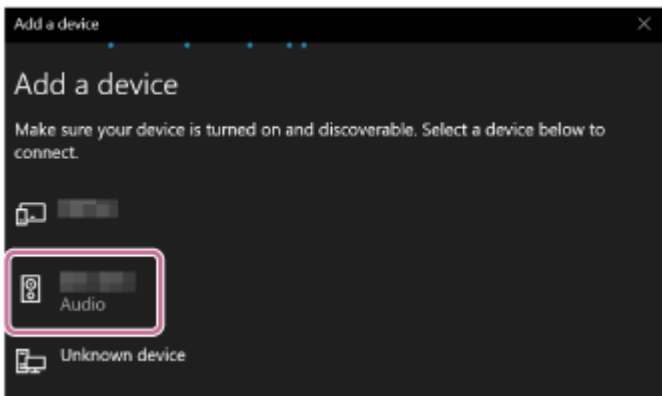 Add a device
Add a device
Make sure your device is turned on and discoverable. Select a device below to
connect.
Audio
Unknown device